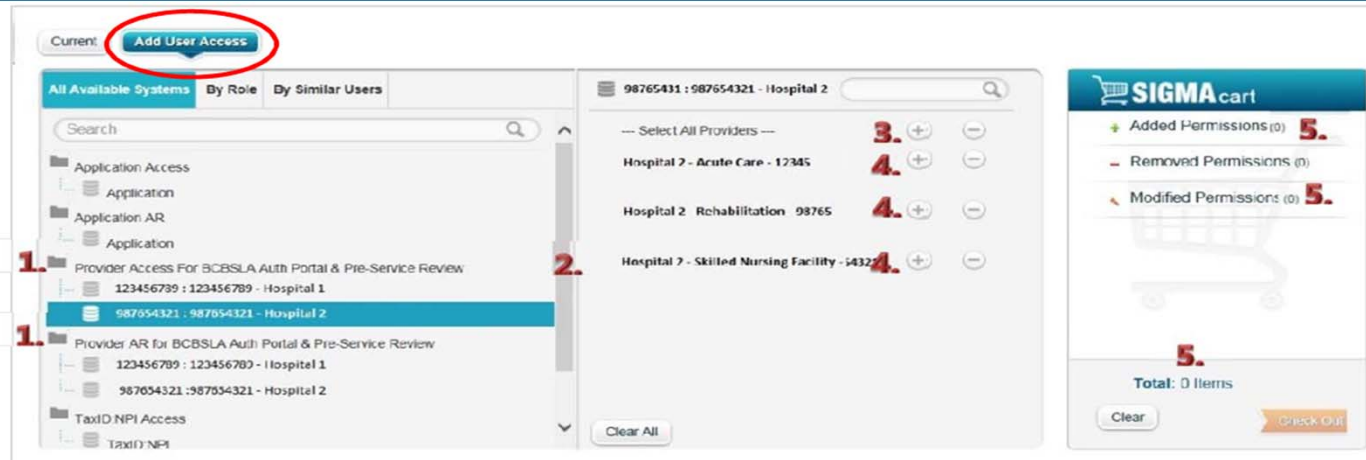 Current Add User Access
All Available Systems By Role By Similar Users
Search
Application Access
Application
Application AR
Application
1. Provider Access For BCBSLA Auth Portal & Pre-Service Review
123456789 : 123456789 - Hospital 1
987654321 : 987654321 - Hospital 2
1. Provider AR for BCBSLA Auth Portal & Pre-Service Review
123456789 : 123456789 - Hospital 1
987654321 :987654321 - Hospital 2
TaxID:NPI Access
TaxID:NPI
2.
98765431 : 987654321 - Hospital 2
--- Select All Providers --- 3.
Hospital 2 - Acute Care - 12345 4.
Hospital 2 Rehabilitation 98765 4.
Hospital 2 - Skilled Nursing Facility - 4.
Clear All
SIGMA cart
+ Added Permissions (0) 5.
- Removed Permissions (0)
Modified Permissions (0) 5.
5.
Total: 0 Items
Clear Check Out